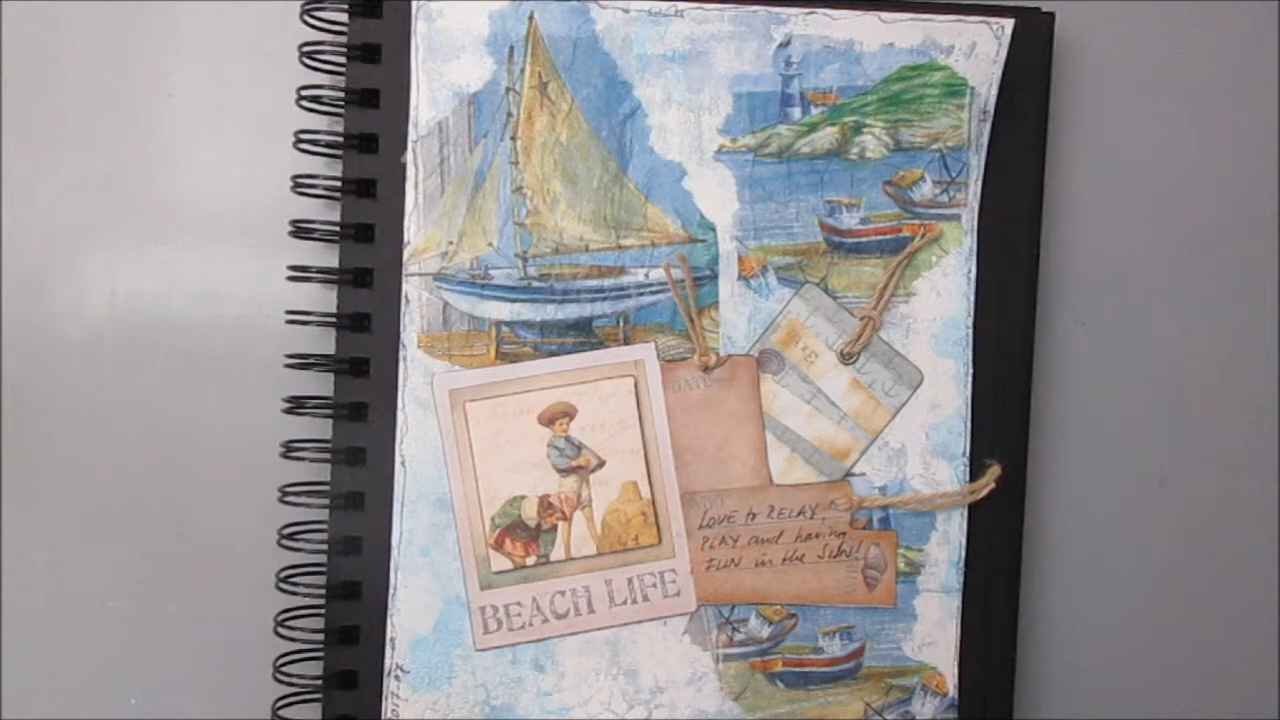 DATE
LOVE to RELAX,
PLAY and having
FUN in the SUN!
BEACH LIFE